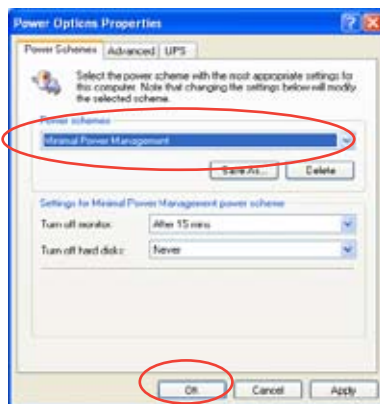 Power Options Properties
Power Schemes Advanced UPS
Select the power scheme with the most appropriate settings for
this computer. Note that changing the settings below will modify
the selected scheme.
Power schemes
Minimal Power Management
Save As... Delete
Settings for Minimal Power Management power scheme
Turn off monitor: After 15 mins
Turn off hard disks: Never
OK Cancel Apply